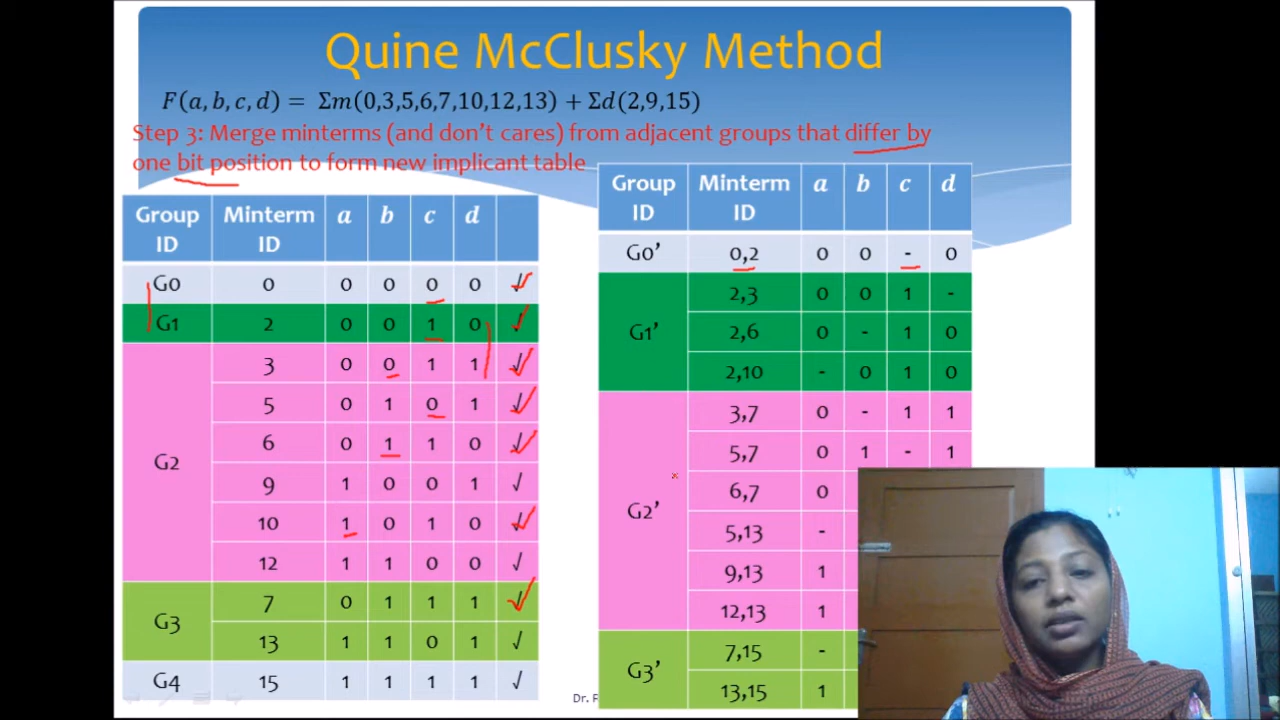 Quine McClusky Method
F(a, b, c, d) = Σm(0,3,5,6,7,10,12,13) + Σd(2,9,15)
Step 3: Merge minterms (and don't cares) from adjacent groups that differ by
one bit position to form new implicant table
Group ID Minterm ID a b c d
G0 0 0 0 0 0 √
G1 2 0 0 1 0 √
G2 3 0 0 1 1 √
5 0 1 0 1 √
6 0 1 1 0 √
9 1 0 0 1 √
10 1 0 1 0 √
12 1 1 0 0 √
G3 7 0 1 1 1 √
13 1 1 0 1 √
G4 15 1 1 1 1 √
Group ID Minterm ID a b c d
G0' 0,2 0 0 - 0
G1' 2,3 0 0 1 -
2,6 0 - 1 0
2,10 - 0 1 0
G2' 3,7 0 - 1 1
5,7 0 1 - 1
6,7 0
5,13 -
9,13 1
12,13 1
G3' 7,15 -
13,15 1
Dr. F